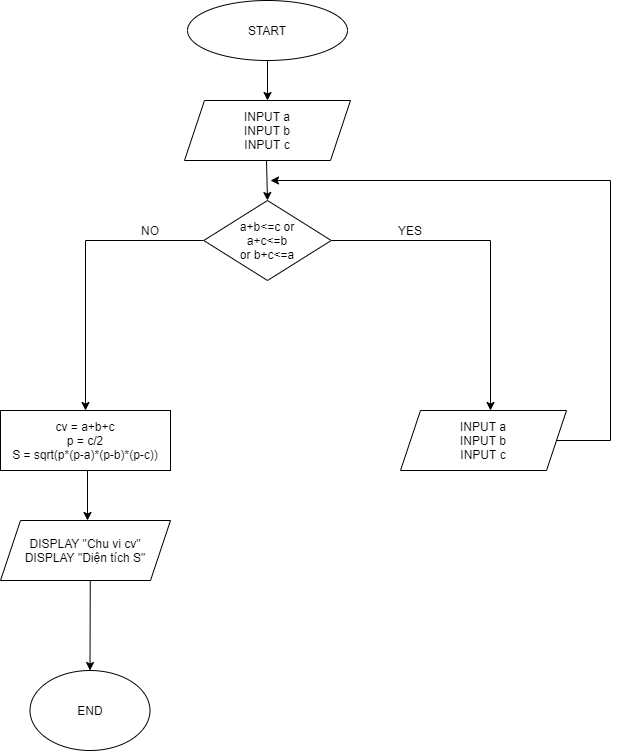 START
INPUT a
INPUT b
INPUT c
a+b<=c or
a+c<=b
or b+c<=a
NO
YES
cv = a+b+c
p = c/2
S = sqrt(p*(p-a)*(p-b)*(p-c))
INPUT a
INPUT b
INPUT c
DISPLAY "Chu vi cv"
DISPLAY "Diện tích S"
END